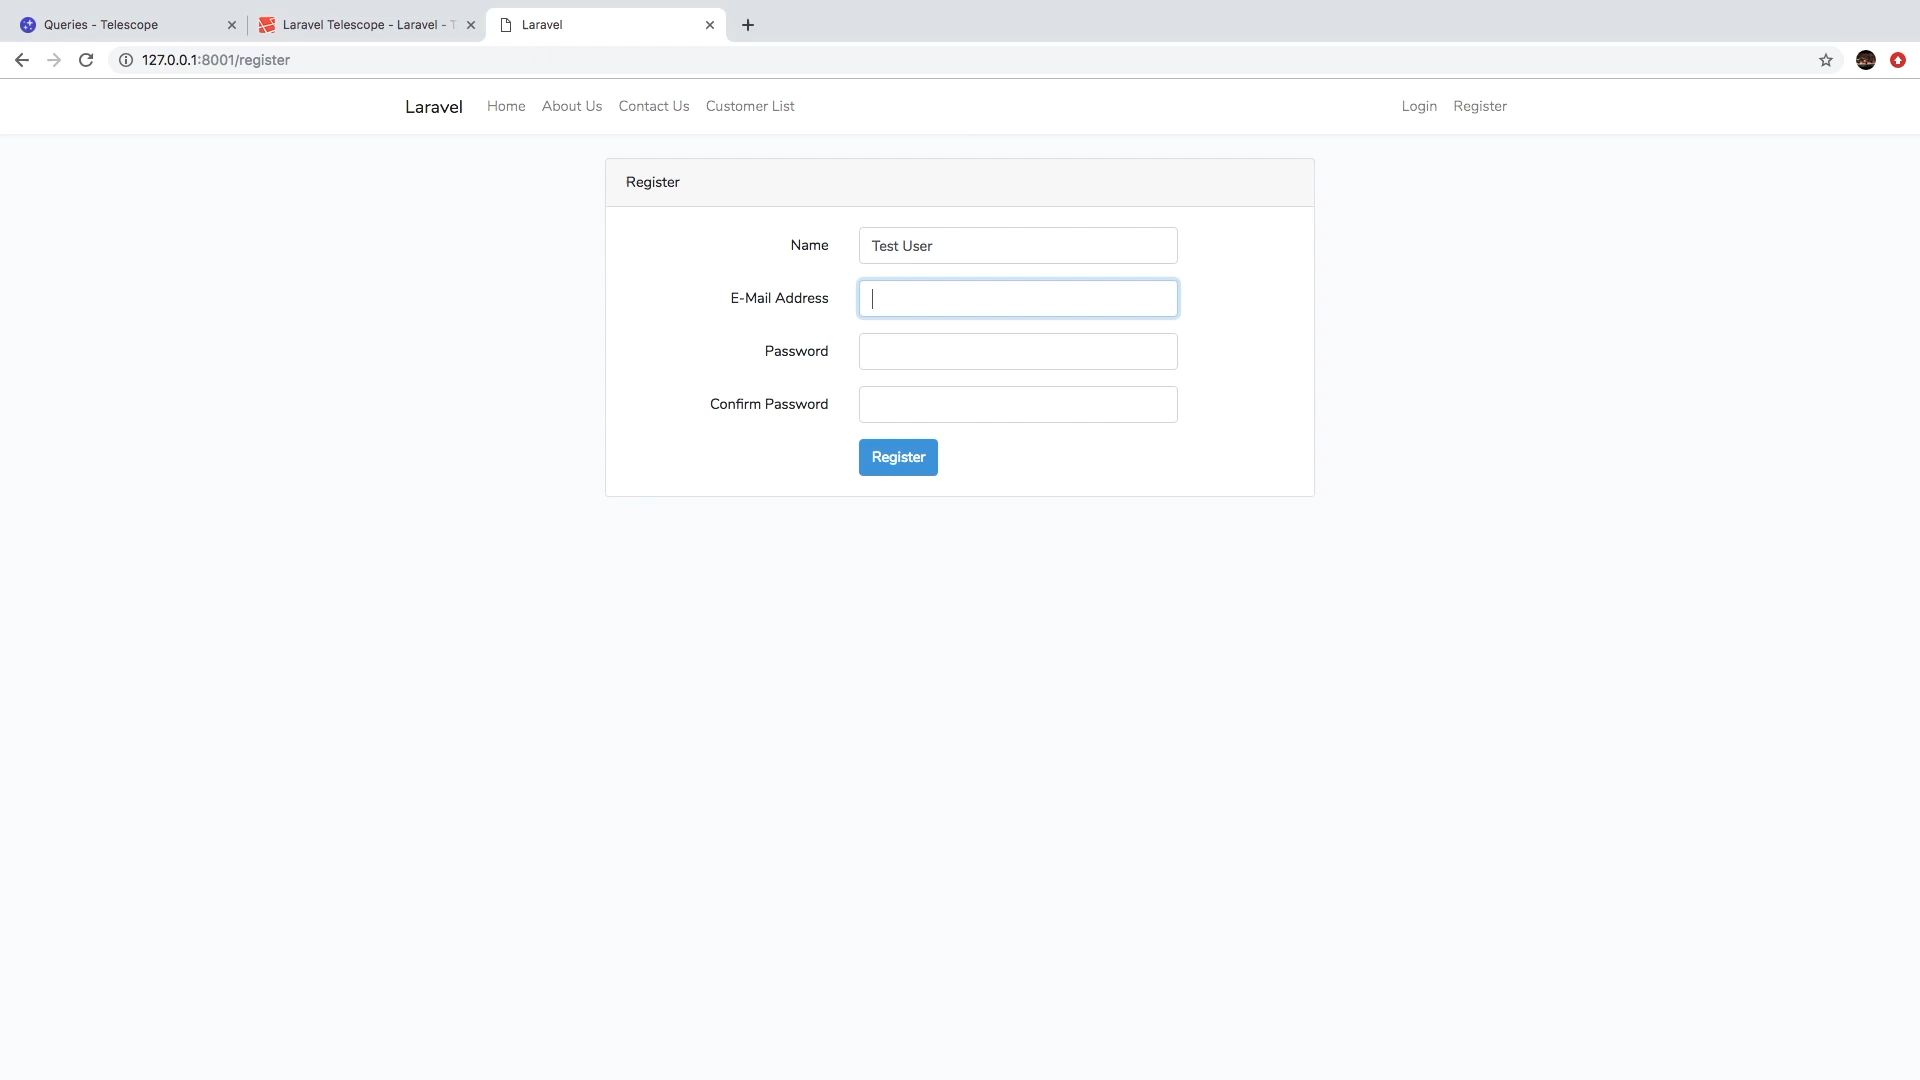 Queries - Telescope
Laravel Telescope - Laravel - T
Laravel
127.0.0.1:8001/register
Laravel Home About Us Contact Us Customer List Login Register
Register
Name Test User
E-Mail Address
Password
Confirm Password
Register